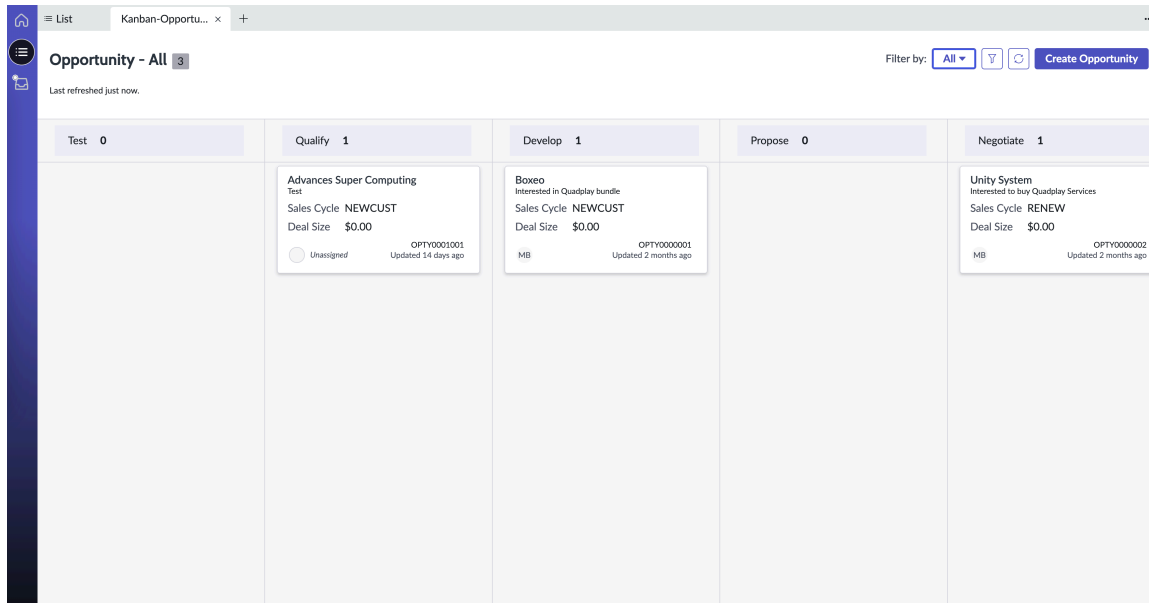 List
Kanban-Opportu...
Opportunity - All 3
Filter by: All
Create Opportunity
Last refreshed just now.
Test 0
Qualify 1
Develop 1
Propose 0
Negotiate 1
Advances Super Computing
Test
Sales Cycle NEWCUST
Deal Size $0.00
OPTY0001001
Unassigned Updated 14 days ago
Boxeo
Interested in Quadplay bundle
Sales Cycle NEWCUST
Deal Size $0.00
OPTY0000001
MB Updated 2 months ago
Unity System
Interested to buy Quadplay Services
Sales Cycle RENEW
Deal Size $0.00
OPTY0000002
MB Updated 2 months ago